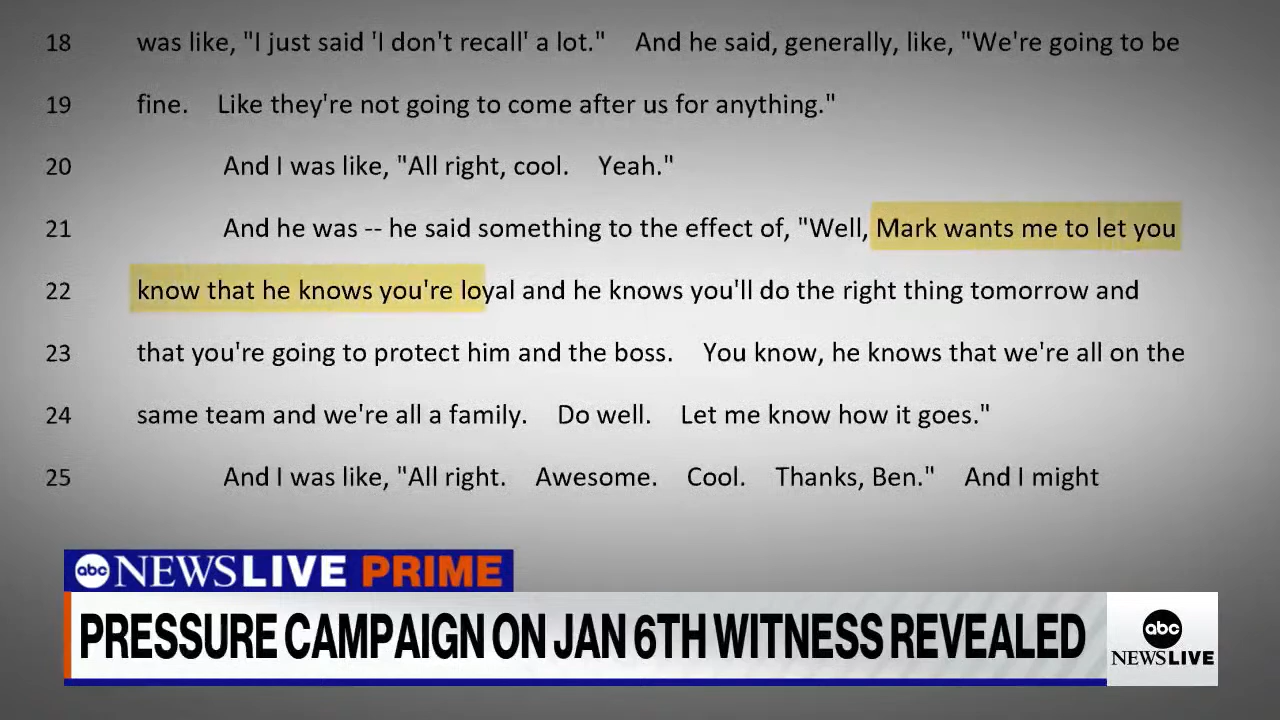 18 was like, "I just said 'I don't recall' a lot." And he said, generally, like, "We're going to be
19 fine. Like they're not going to come after us for anything."
20 And I was like, "All right, cool. Yeah."
21 And he was -- he said something to the effect of, "Well, Mark wants me to let you
22 know that he knows you're loyal and he knows you'll do the right thing tomorrow and
23 that you're going to protect him and the boss. You know, he knows that we're all on the
24 same team and we're all a family. Do well. Let me know how it goes."
25 And I was like, "All right. Awesome. Cool. Thanks, Ben." And I might
abc NEWS LIVE PRIME
PRESSURE CAMPAIGN ON JAN 6TH WITNESS REVEALED
abc
NEWS LIVE